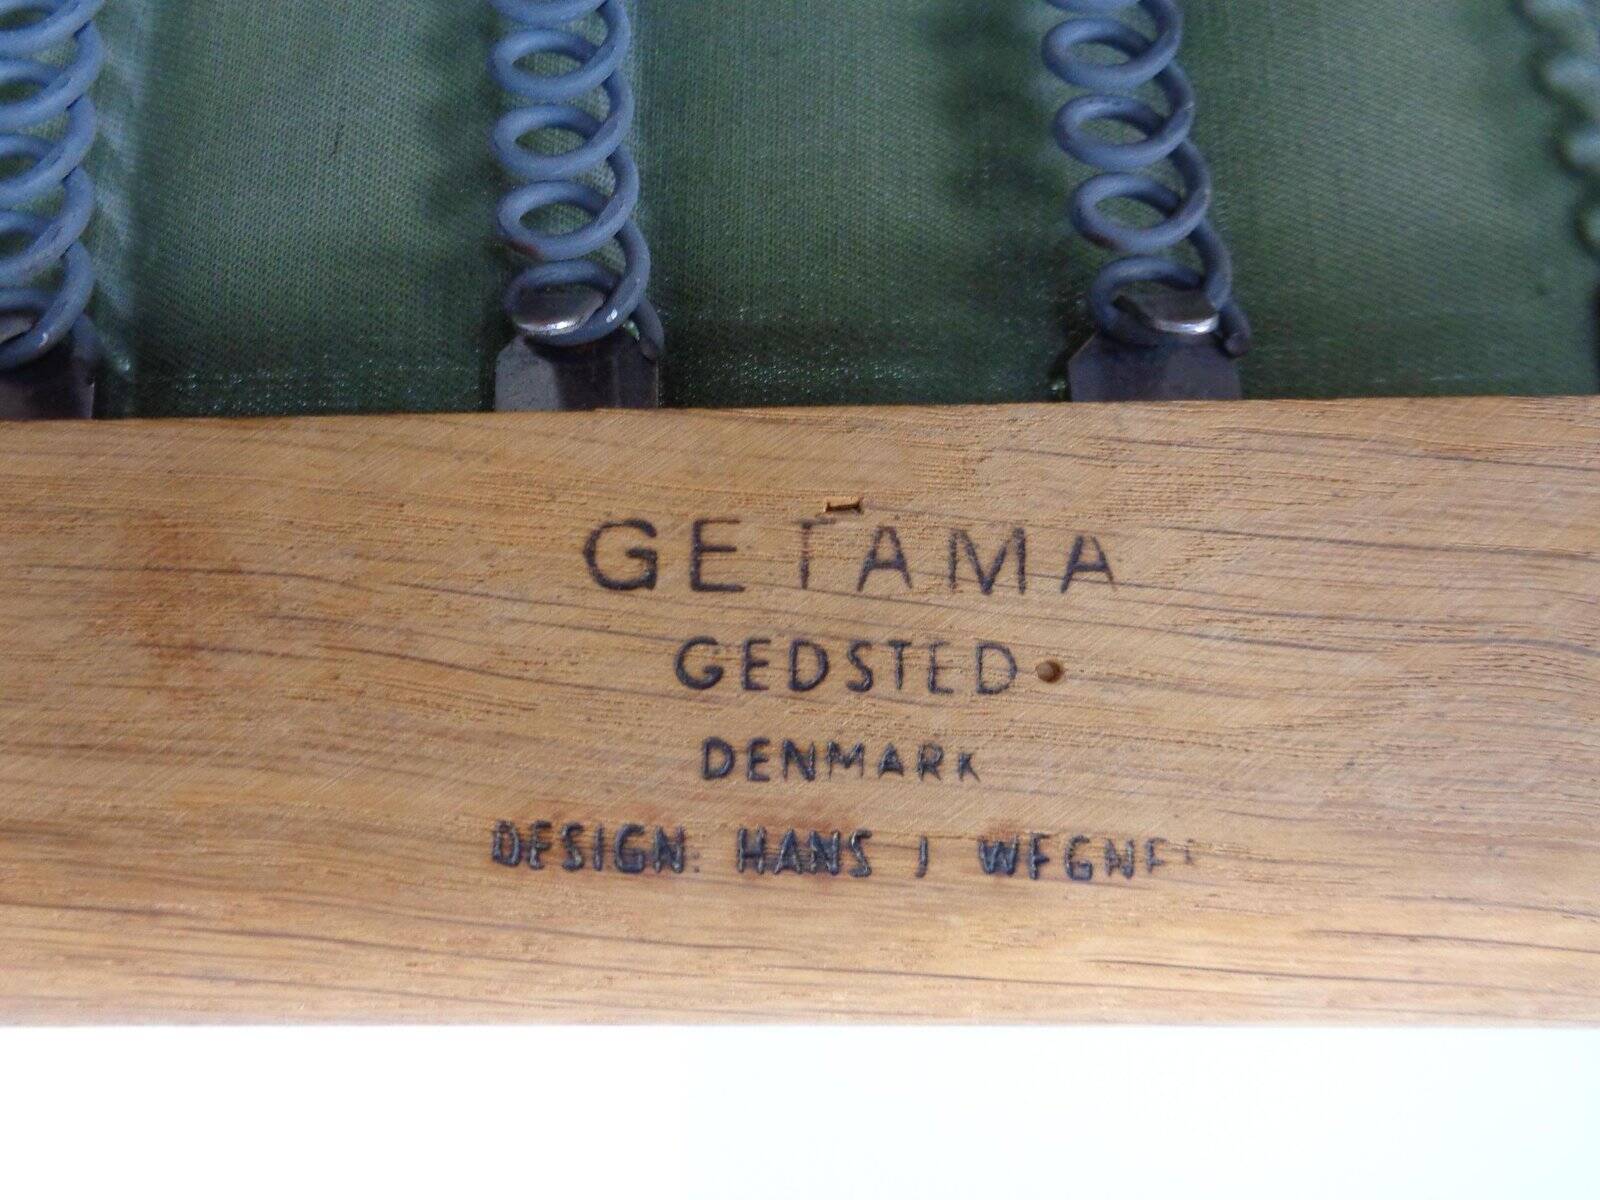 GETAMA
GEDSTED
DENMARK
DESIGN: HANS J WEGNER